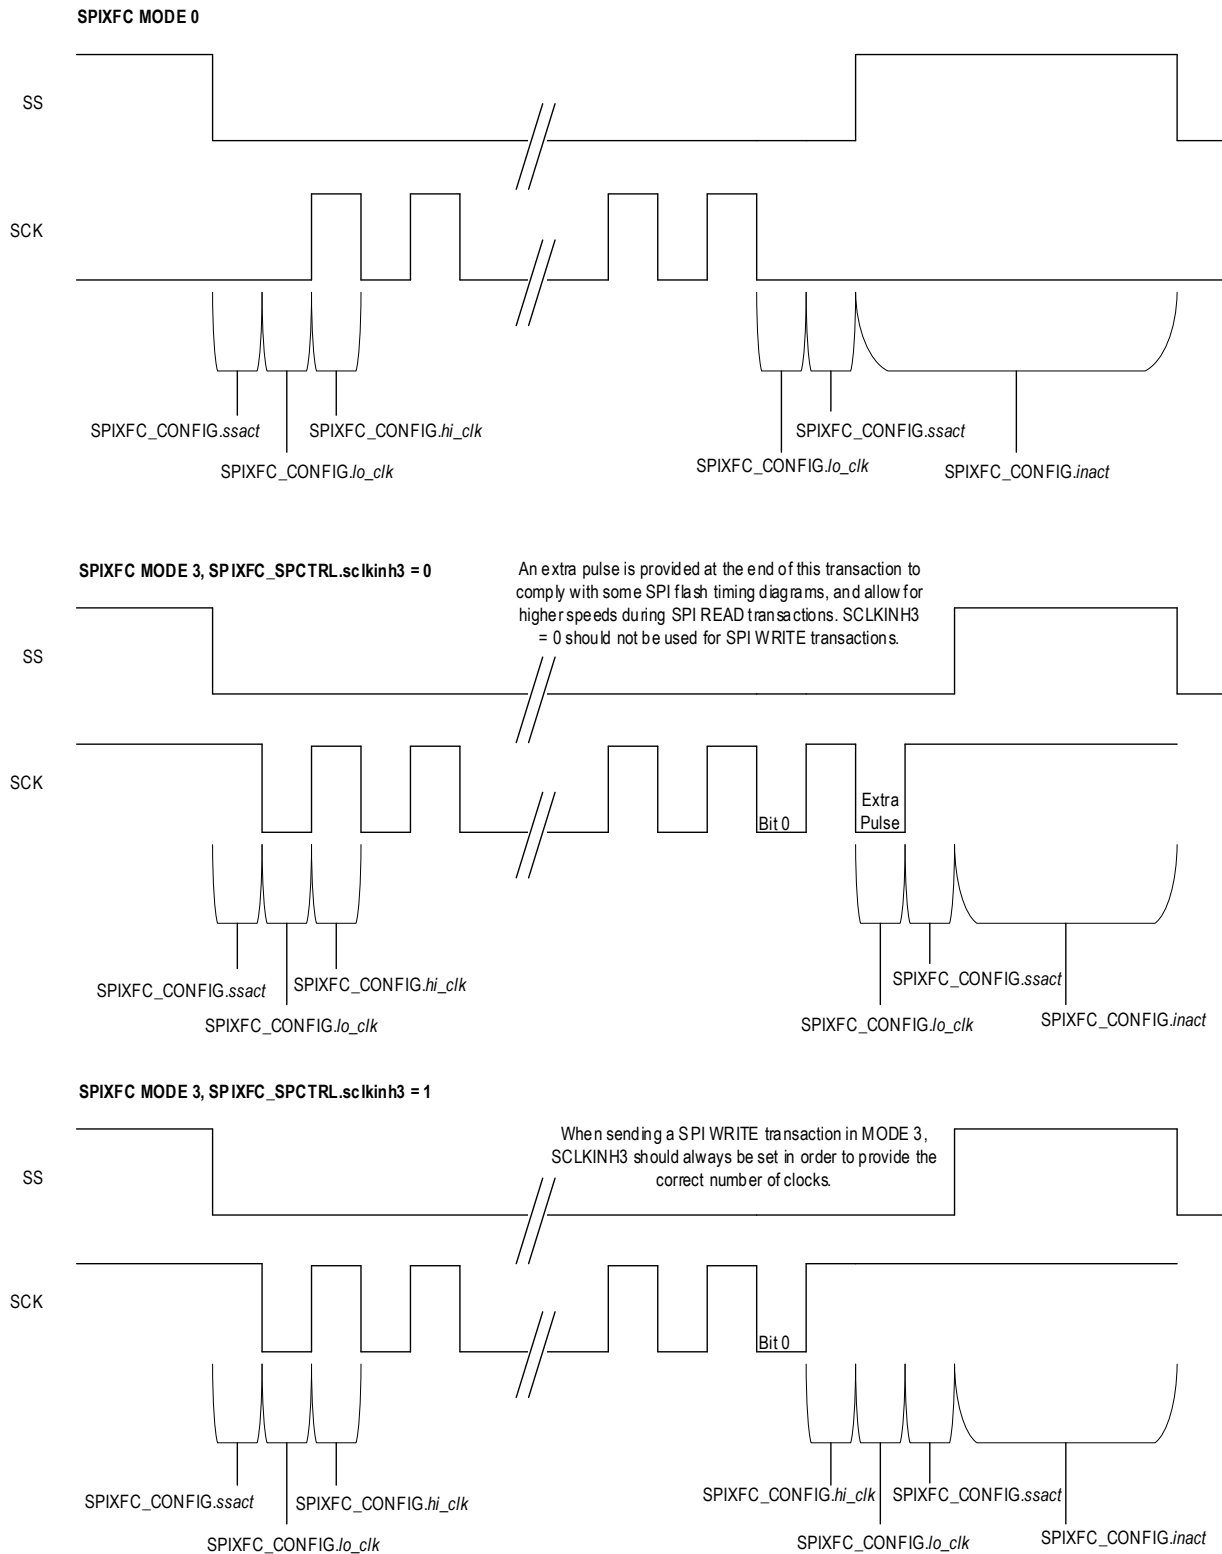 SPIXFC MODE 0
SS
SCK
SPIXFC_CONFIG.ssact
SPIXFC_CONFIG.hi_clk
SPIXFC_CONFIG.ssact
SPIXFC_CONFIG.lo_clk
SPIXFC_CONFIG.lo_clk
SPIXFC_CONFIG.inact
SPIXFC MODE 3, SPIXFC_SPCTRL.sclkinh3 = 0
An extra pulse is provided at the end of this transaction to
comply with some SPI flash timing diagrams, and allow for
higher speeds during SPI READ transactions. SCLKINH3
= 0 should not be used for SPI WRITE transactions.
SS
SCK
Extra
Pulse
Bit 0
SPIXFC_CONFIG.ssact
SPIXFC_CONFIG.hi_clk
SPIXFC_CONFIG.ssact
SPIXFC_CONFIG.lo_clk
SPIXFC_CONFIG.lo_clk
SPIXFC_CONFIG.inact
SPIXFC MODE 3, SPIXFC_SPCTRL.sclkinh3 = 1
When sending a SPI WRITE transaction in MODE 3,
SCLKINH3 should always be set in order to provide the
correct number of clocks.
SS
SCK
Bit 0
SPIXFC_CONFIG.ssact
SPIXFC_CONFIG.hi_clk
SPIXFC_CONFIG.hi_clk
SPIXFC_CONFIG.ssact
SPIXFC_CONFIG.lo_clk
SPIXFC_CONFIG.lo_clk
SPIXFC_CONFIG.inact